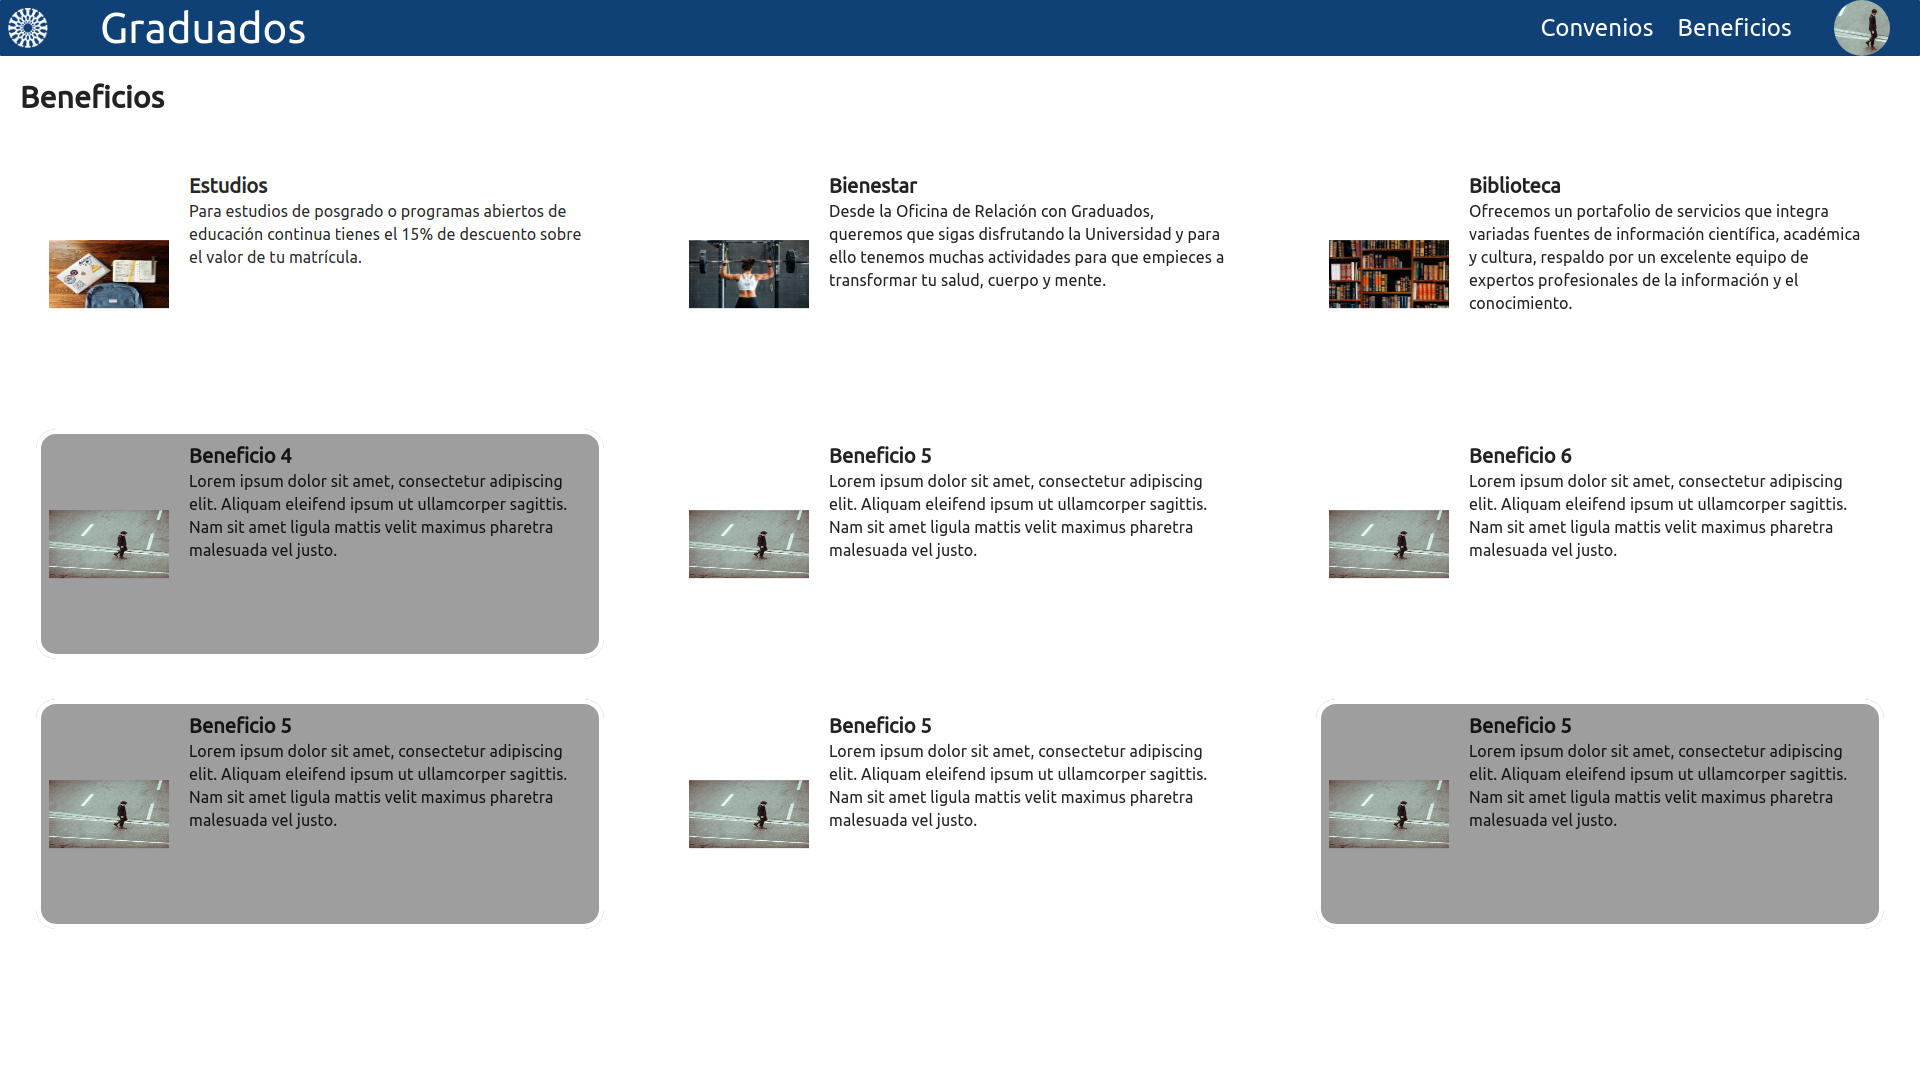 Graduados
Convenios
Beneficios
Beneficios
Estudios
Para estudios de posgrado o programas abiertos de
educación continua tienes el 15% de descuento sobre
el valor de tu matrícula.
Bienestar
Desde la Oficina de Relación con Graduados,
queremos que sigas disfrutando la Universidad y para
ello tenemos muchas actividades para que empieces a
transformar tu salud, cuerpo y mente.
Biblioteca
Ofrecemos un portafolio de servicios que integra
variadas fuentes de información científica, académica
y cultura, respaldo por un excelente equipo de
expertos profesionales de la información y el
conocimiento.
Beneficio 4
Lorem ipsum dolor sit amet, consectetur adipiscing
elit. Aliquam eleifend ipsum ut ullamcorper sagittis.
Nam sit amet ligula mattis velit maximus pharetra
malesuada vel justo.
Beneficio 5
Lorem ipsum dolor sit amet, consectetur adipiscing
elit. Aliquam eleifend ipsum ut ullamcorper sagittis.
Nam sit amet ligula mattis velit maximus pharetra
malesuada vel justo.
Beneficio 6
Lorem ipsum dolor sit amet, consectetur adipiscing
elit. Aliquam eleifend ipsum ut ullamcorper sagittis.
Nam sit amet ligula mattis velit maximus pharetra
malesuada vel justo.
Beneficio 5
Lorem ipsum dolor sit amet, consectetur adipiscing
elit. Aliquam eleifend ipsum ut ullamcorper sagittis.
Nam sit amet ligula mattis velit maximus pharetra
malesuada vel justo.
Beneficio 5
Lorem ipsum dolor sit amet, consectetur adipiscing
elit. Aliquam eleifend ipsum ut ullamcorper sagittis.
Nam sit amet ligula mattis velit maximus pharetra
malesuada vel justo.
Beneficio 5
Lorem ipsum dolor sit amet, consectetur adipiscing
elit. Aliquam eleifend ipsum ut ullamcorper sagittis.
Nam sit amet ligula mattis velit maximus pharetra
malesuada vel justo.